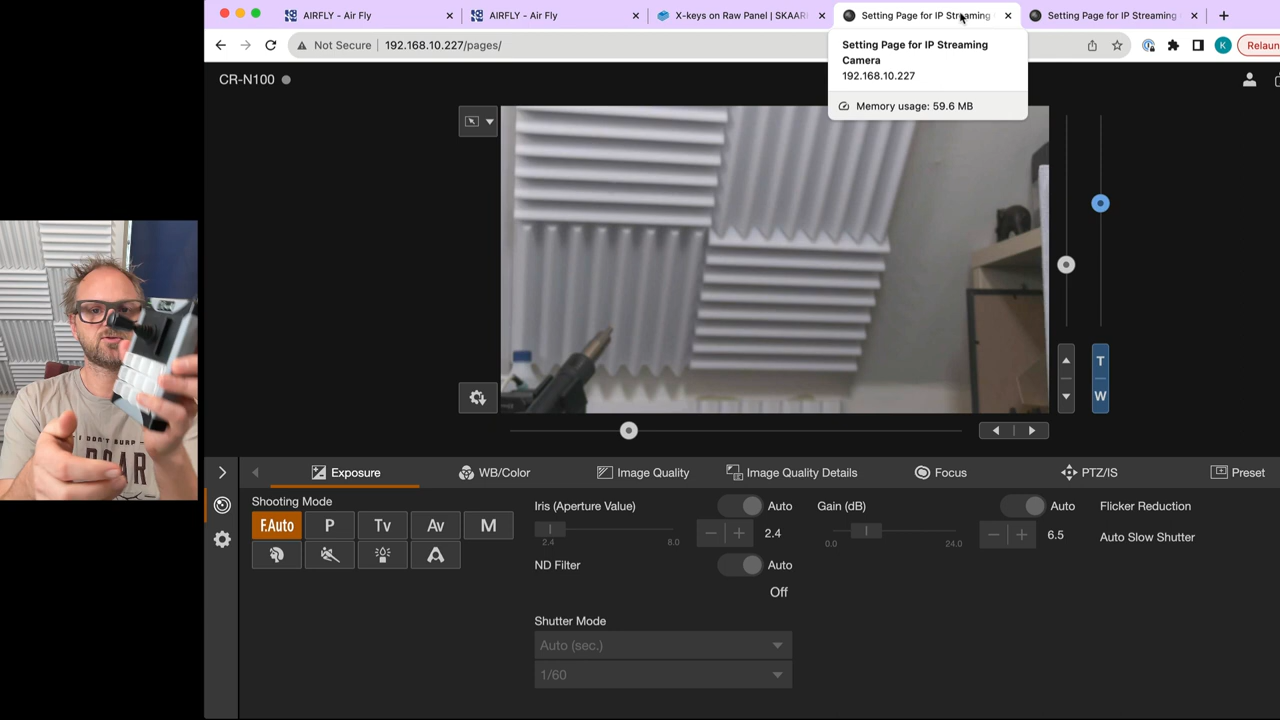 AIRFLY - Air Fly
AIRFLY - Air Fly
X-keys on Raw Panel | SKAAR
Setting Page for IP Streaming
Setting Page for IP Streaming
Not Secure
192.168.10.227/pages/
K
Relaun
Setting Page for IP Streaming
Camera
192.168.10.227
Memory usage: 59.6 MB
CR-N100
T
W
I DON'T BURP
ROAR
Exposure
WB/Color
Image Quality
Image Quality Details
Focus
PTZ/IS
Preset
Shooting Mode
F.Auto
P
Tv
Av
M
Iris (Aperture Value)
Auto
2.4
8.0
2.4
ND Filter
Auto
Off
Shutter Mode
Auto (sec.)
1/60
Gain (dB)
Auto
0.0
24.0
6.5
Flicker Reduction
Auto Slow Shutter